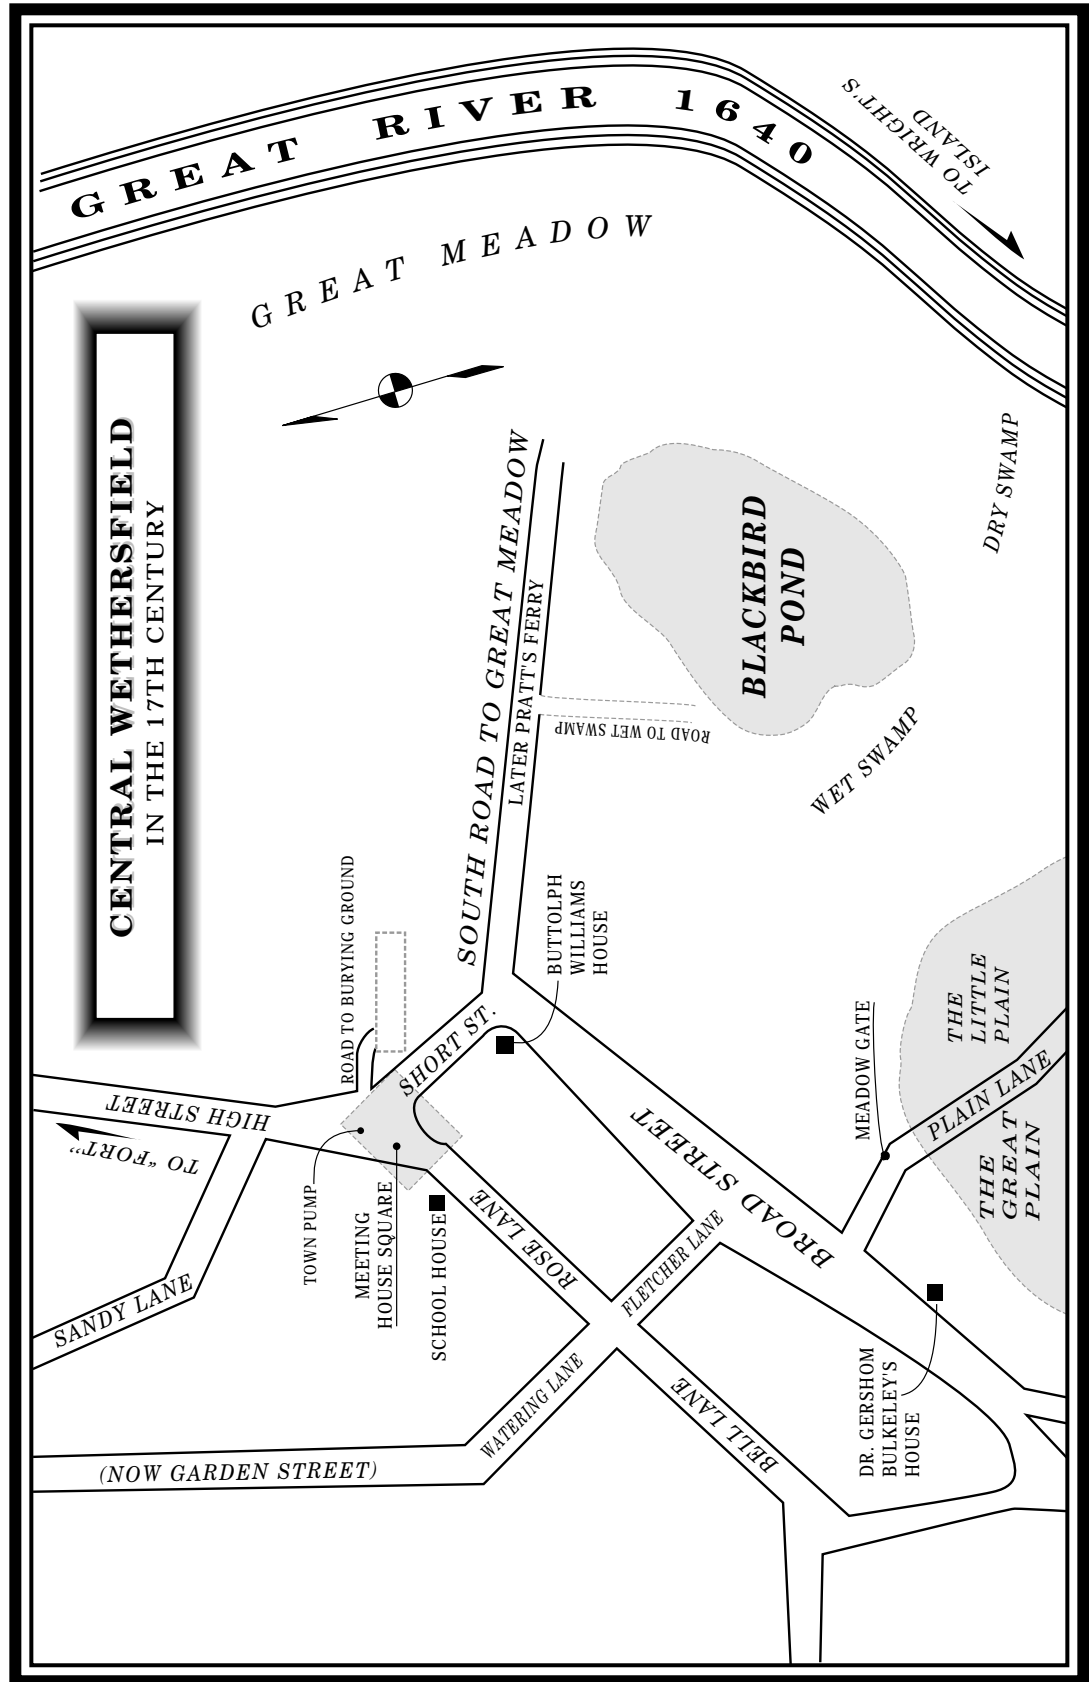 GREAT RIVER 1640
TO WRIGHT'S
ISLAND
GREAT MEADOW
CENTRAL WETHERSFIELD
IN THE 17TH CENTURY
DRY SWAMP
BLACKBIRD
POND
SOUTH ROAD TO GREAT MEADOW
LATER PRATT'S FERRY
ROAD TO WET SWAMP
WET SWAMP
ROAD TO BURYING GROUND
BUTTOLPH
WILLIAMS
HOUSE
THE
LITTLE
PLAIN
MEADOW GATE
SHORT ST.
HIGH STREET
TO "FORT"
PLAIN LANE
THE
GREAT
PLAIN
BROAD STREET
TOWN PUMP
MEETING
HOUSE SQUARE
SCHOOL HOUSE
ROSE LANE
FLETCHER LANE
SANDY LANE
WATERING LANE
BELL LANE
DR. GERSHOM
BULKELEY'S
HOUSE
(NOW GARDEN STREET)